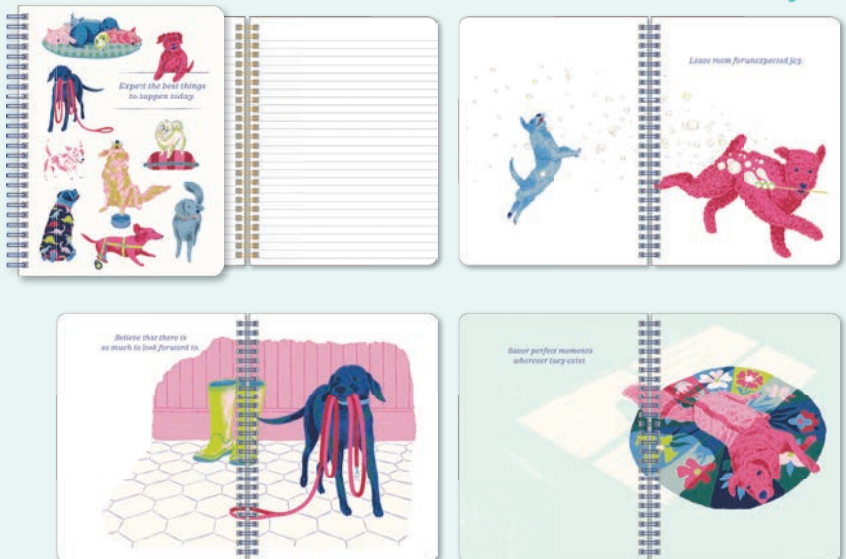 Expect the best things
to happen today.
Leave room for unexpected joy.
Believe that there is
so much to look forward to.
Savor perfect moments
wherever they exist.